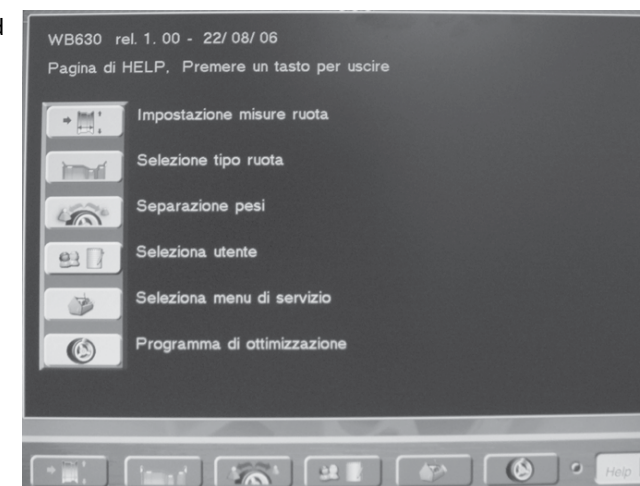 WB630 rel. 1. 00 - 22/ 08/ 06
Pagina di HELP, Premere un tasto per uscire
Impostazione misure ruota
Selezione tipo ruota
Separazione pesi
Seleziona utente
Seleziona menu di servizio
Programma di ottimizzazione
Help